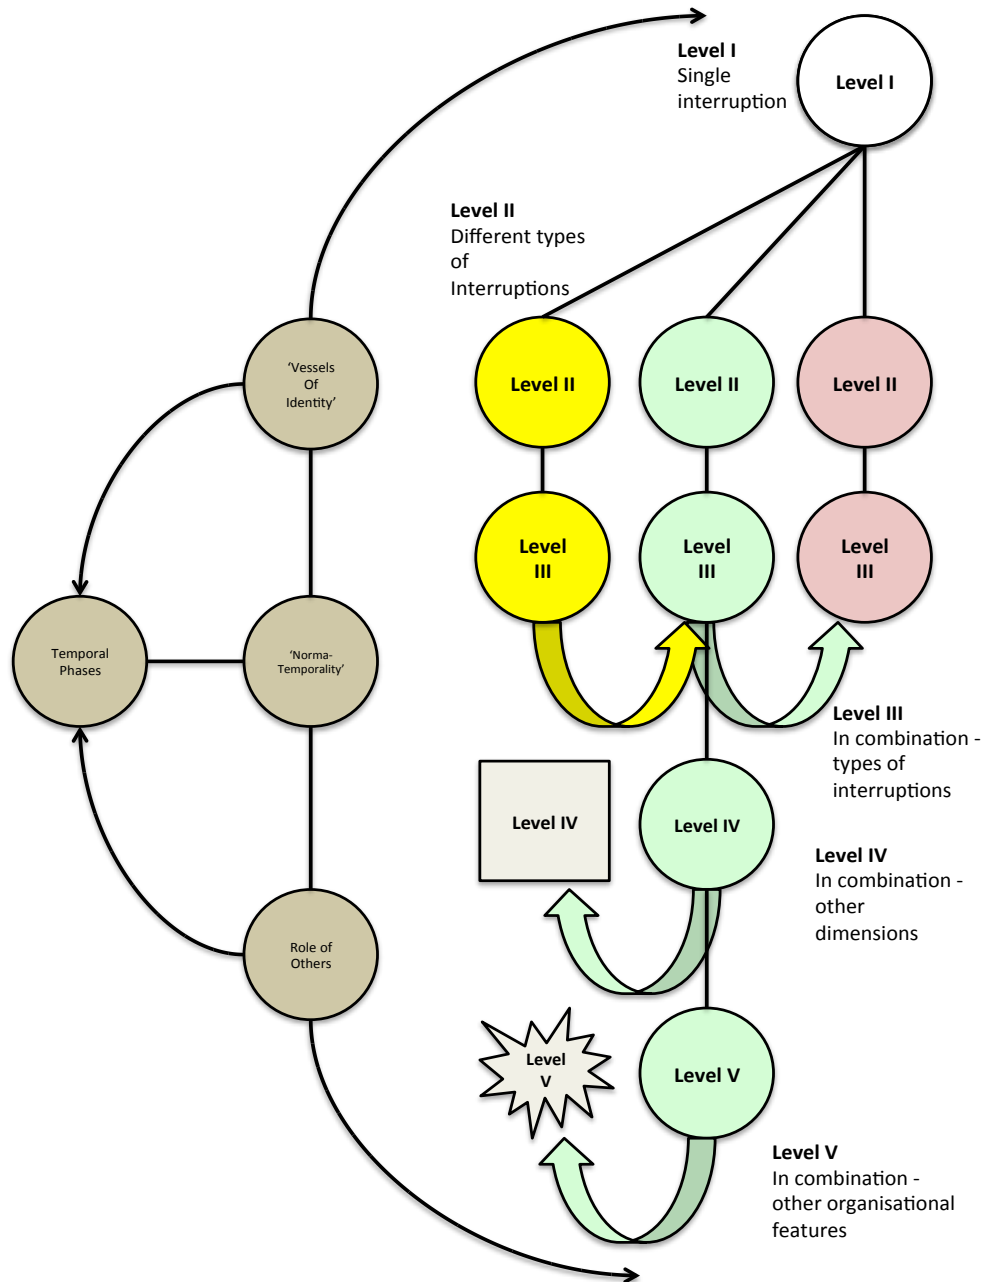 Level I
Single
interruption
Level I
Level II
Different types
of
Interruptions
‘Vessels
Of
Identity’
Level II
Level II
Level II
Level
III
Level
III
Level
III
Temporal
Phases
‘Norma-
Temporality’
Level III
In combination -
types of
interruptions
Level IV
Level IV
Level IV
In combination -
other
dimensions
Role of
Others
Level
V
Level V
Level V
In combination -
other organisational
features